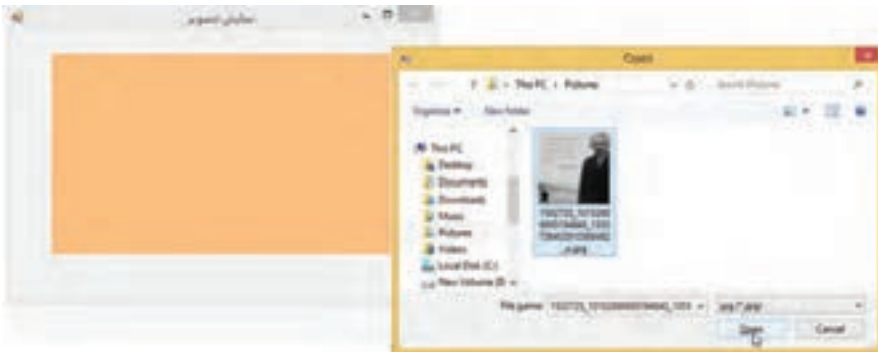 نمایش تصویر
Open
This PC › Pictures
Search Pictures
Organize
New folder
This PC
Desktop
Documents
Downloads
Music
Pictures
Videos
Local Disk (C:)
New Volume (D
File name:
Open
Cancel